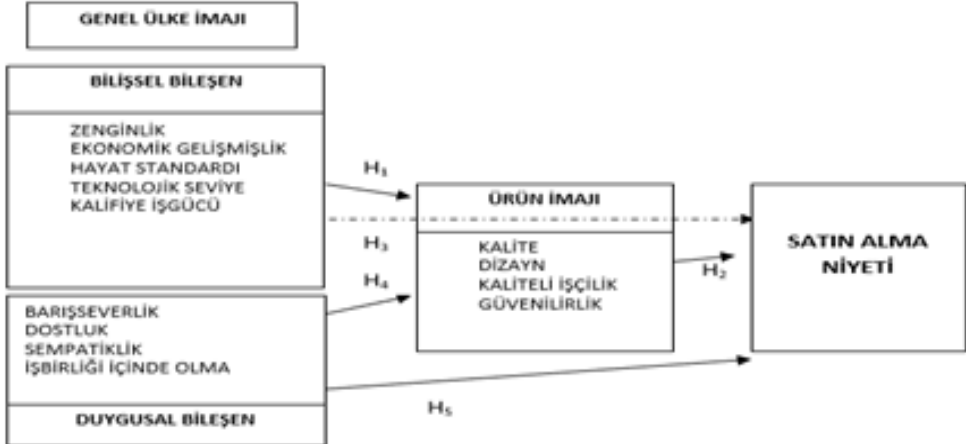 GENEL ÜLKE İMAJI
BİLİŞSEL BİLEŞEN
ZENGİNLİK
EKONOMİK GELİŞMİŞLİK
HAYAT STANDARDI
TEKNOLOJİK SEVİYE
KALİFİYE İŞGÜCÜ
H₁
H₃
H₄
ÜRÜN İMAJI
KALİTE
DİZAYN
KALİTELİ İŞÇİLİK
GÜVENİLİRLİK
H₂
SATIN ALMA
NİYETİ
BARIŞSEVERLİK
DOSTLUK
SEMPATİKLİK
İŞBİRLİĞİ İÇİNDE OLMA
DUYGUSAL BİLEŞEN
H₅